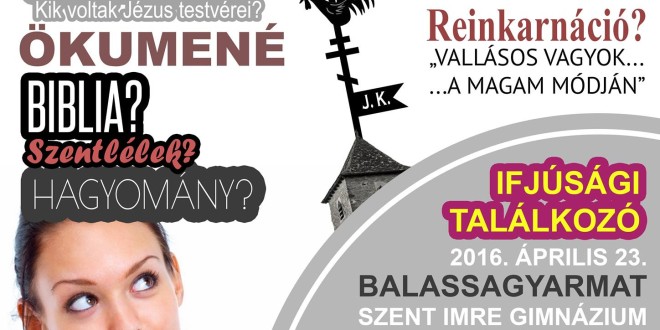 Kik voltak Jézus testvérei?
ÖKUMENÉ
BIBLIA?
Szentlélek?
HAGYOMÁNY?
J. K.
Reinkarnáció?
„VALLÁSOS VAGYOK...
...A MAGAM MÓDJÁN”
IFJÚSÁGI
TALÁLKOZÓ
2016. ÁPRILIS 23.
BALASSAGYARMAT
SZENT IMRE GIMNÁZIUM